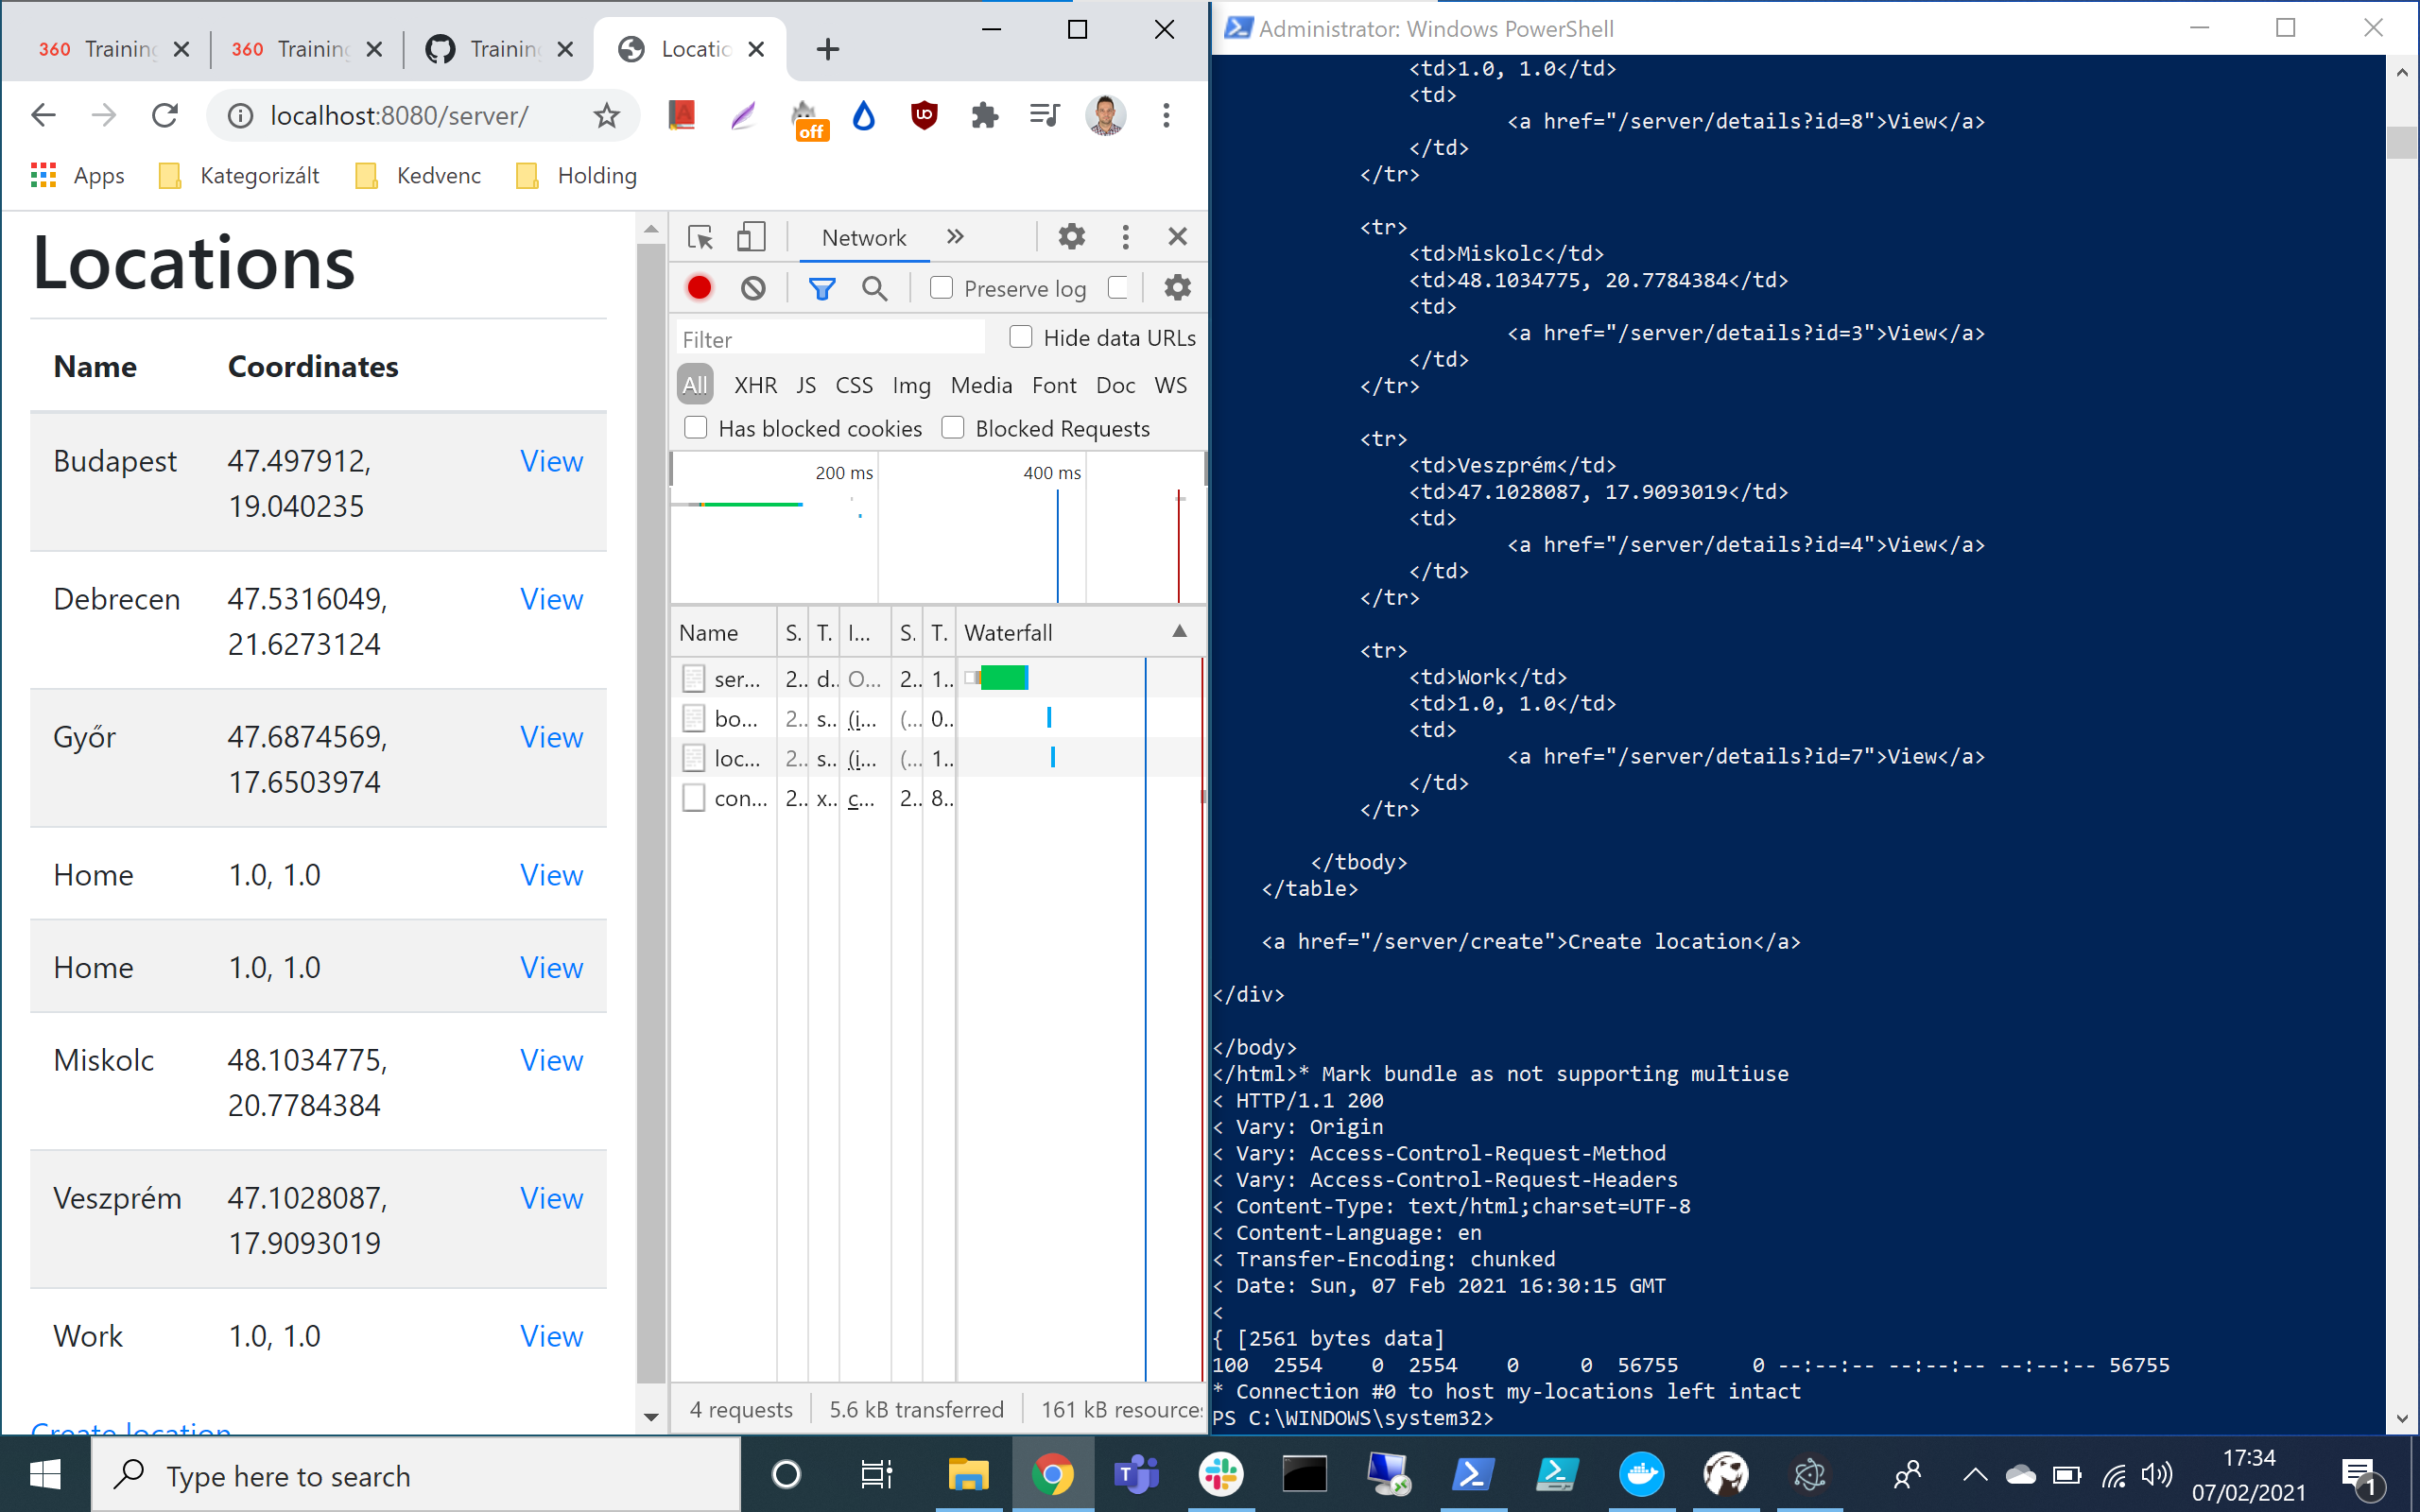 360 Training
360 Training
Training
Locatio
localhost:8080/server/
off
Apps
Kategorizált
Kedvenc
Holding
Locations
Name Coordinates
Budapest 47.497912, 19.040235 View
Debrecen 47.5316049, 21.6273124 View
Győr 47.6874569, 17.6503974 View
Home 1.0, 1.0 View
Home 1.0, 1.0 View
Miskolc 48.1034775, 20.7784384 View
Veszprém 47.1028087, 17.9093019 View
Work 1.0, 1.0 View
Create location
Network
Preserve log
Filter
Hide data URLs
All XHR JS CSS Img Media Font Doc WS
Has blocked cookies Blocked Requests
200 ms 400 ms
Name S. T. I... S. T. Waterfall
ser... 2.. d.. O... 2.. 1..
bo... 2.. s.. (i... (... 0..
loc... 2.. s.. (i... (... 1..
con... 2.. x.. c... 2.. 8..
4 requests 5.6 kB transferred 161 kB resources
Administrator: Windows PowerShell
<td>1.0, 1.0</td>
<td>
<a href="/server/details?id=8">View</a>
</td>
</tr>
<tr>
<td>Miskolc</td>
<td>48.1034775, 20.7784384</td>
<td>
<a href="/server/details?id=3">View</a>
</td>
</tr>
<tr>
<td>Veszprém</td>
<td>47.1028087, 17.9093019</td>
<td>
<a href="/server/details?id=4">View</a>
</td>
</tr>
<tr>
<td>Work</td>
<td>1.0, 1.0</td>
<td>
<a href="/server/details?id=7">View</a>
</td>
</tr>
</tbody>
</table>
<a href="/server/create">Create location</a>
</div>
</body>
</html>* Mark bundle as not supporting multiuse
< HTTP/1.1 200
< Vary: Origin
< Vary: Access-Control-Request-Method
< Vary: Access-Control-Request-Headers
< Content-Type: text/html;charset=UTF-8
< Content-Language: en
< Transfer-Encoding: chunked
< Date: Sun, 07 Feb 2021 16:30:15 GMT
<
{ [2561 bytes data]
100 2554 0 2554 0 0 56755 0 --:--:-- --:--:-- --:--:-- 56755
* Connection #0 to host my-locations left intact
PS C:\WINDOWS\system32>
Type here to search
17:34
07/02/2021
1